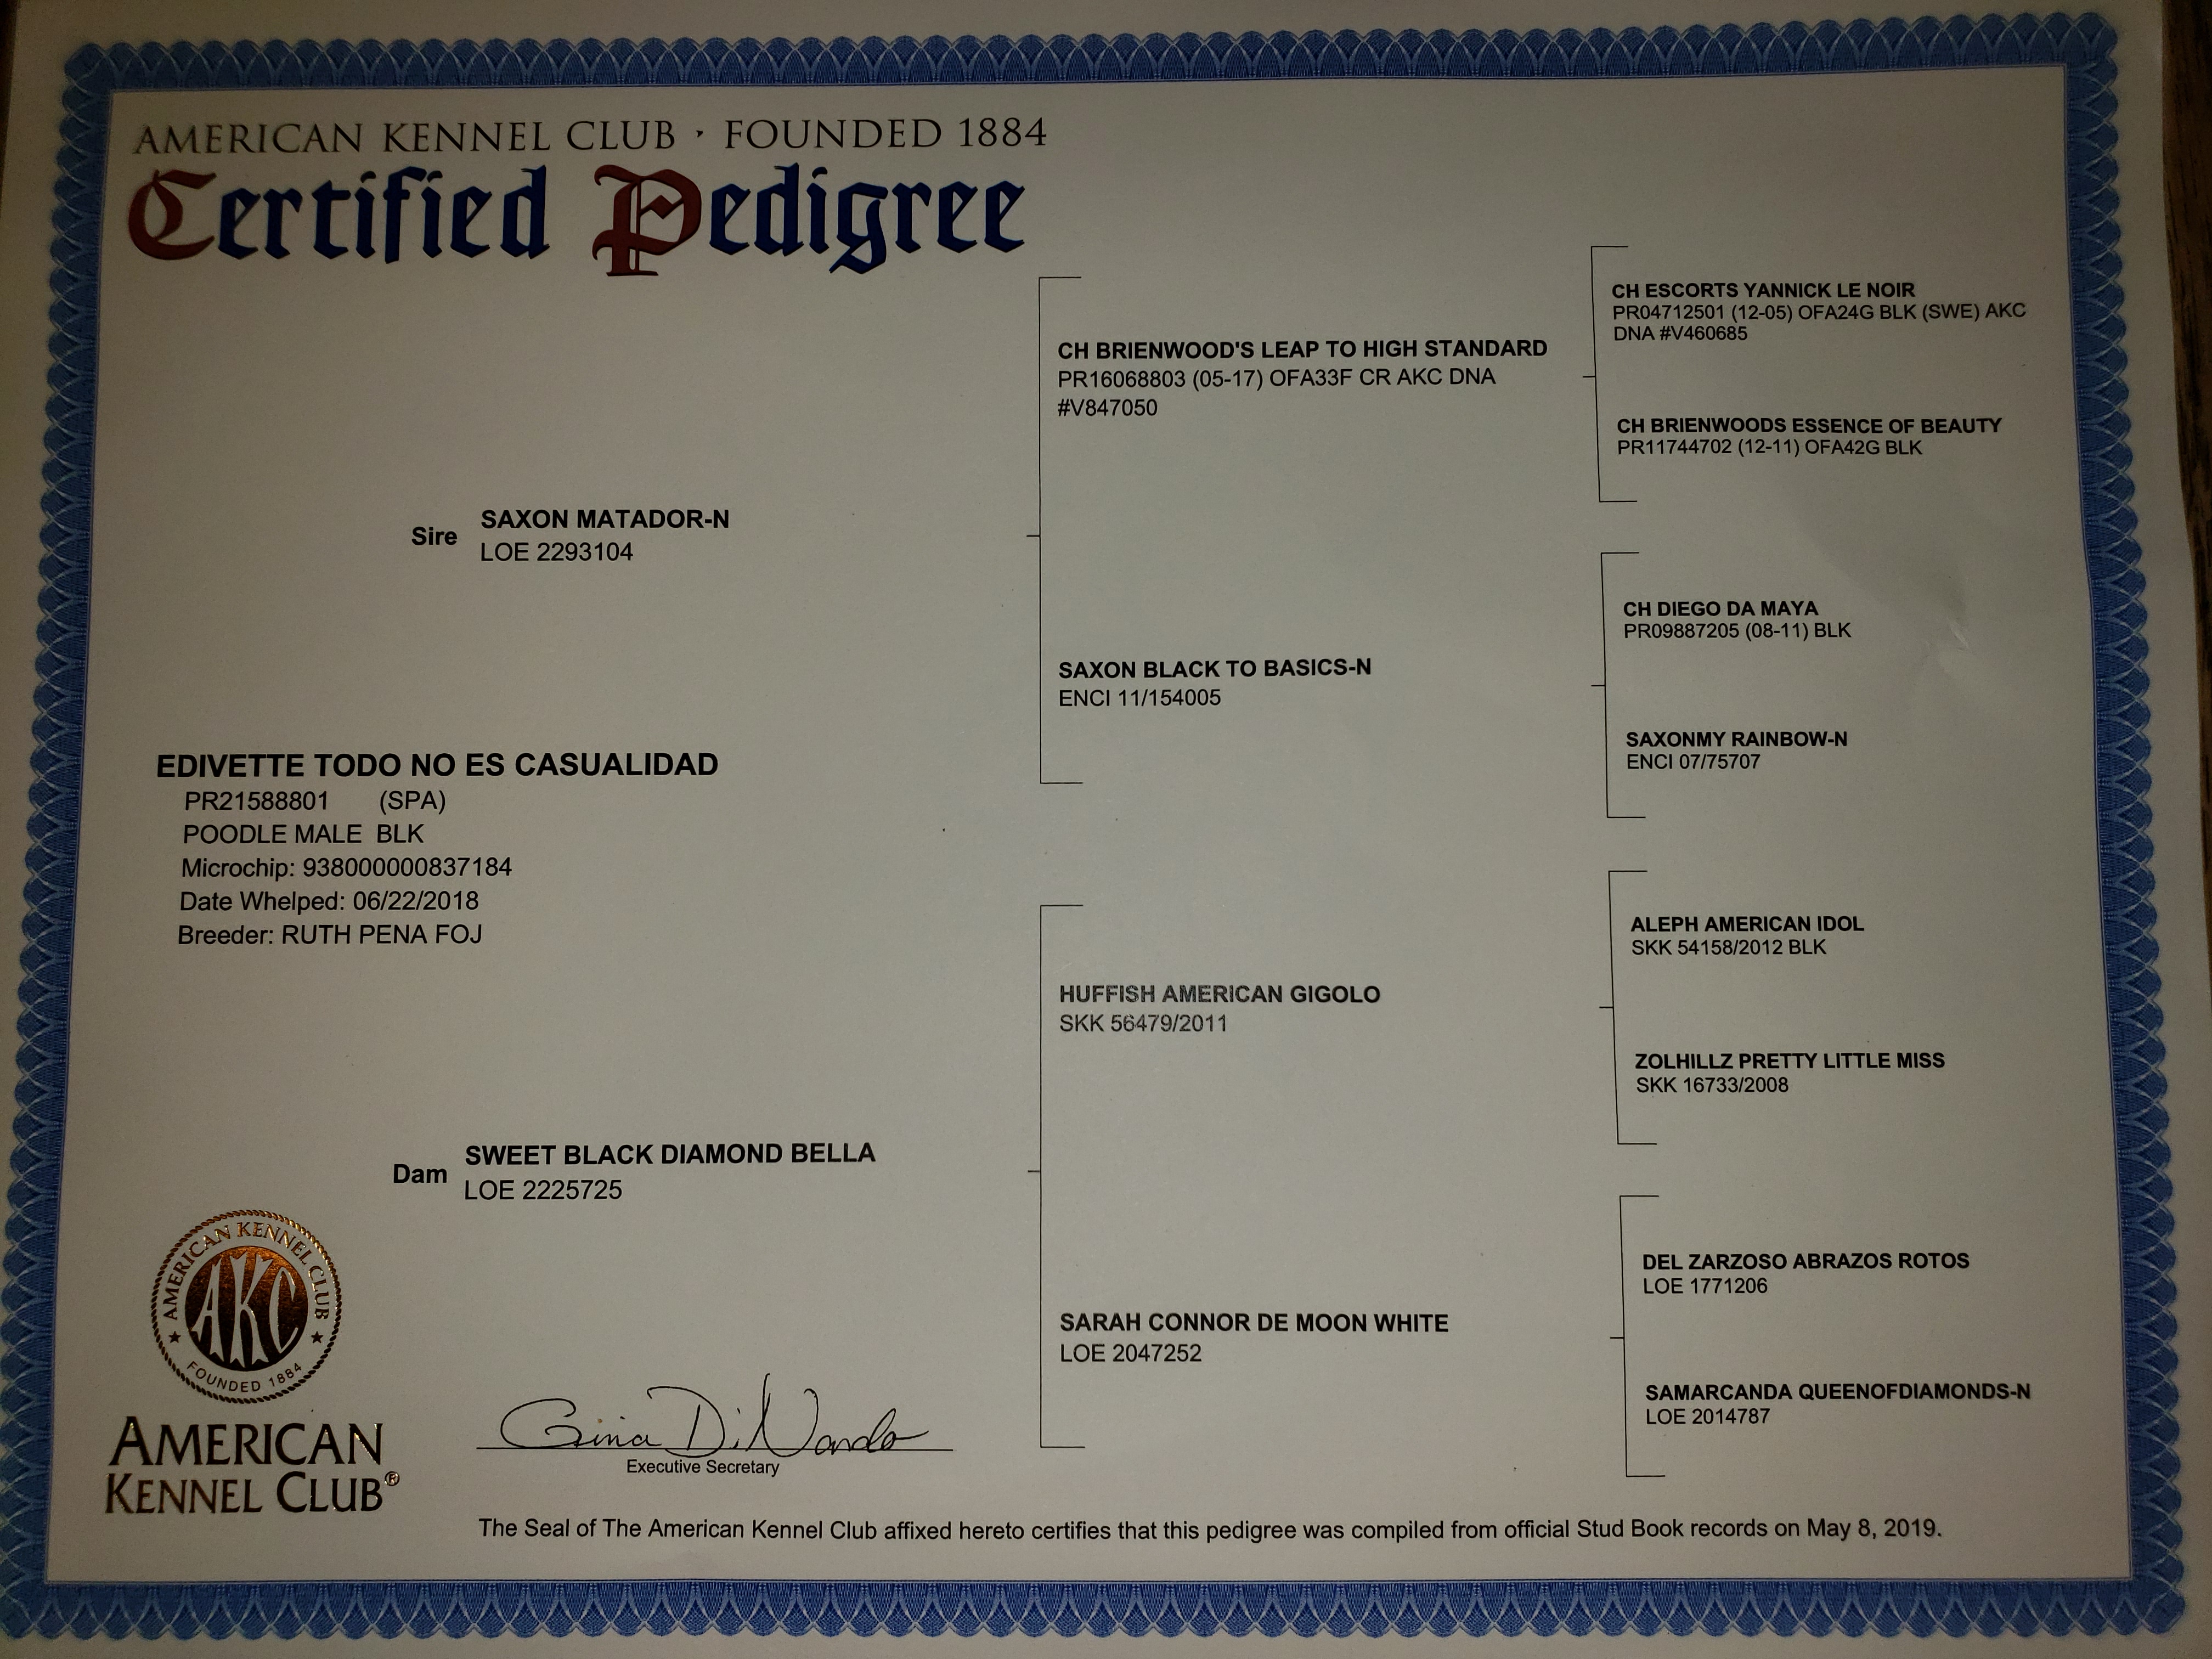 AMERICAN KENNEL CLUB · FOUNDED 1884
Certified Pedigree
CH ESCORTS YANNICK LE NOIR
PR04712501 (12-05) OFA24G BLK (SWE) AKC
DNA #V460685
CH BRIENWOOD'S LEAP TO HIGH STANDARD
PR16068803 (05-17) OFA33F CR AKC DNA
#V847050
CH BRIENWOODS ESSENCE OF BEAUTY
PR11744702 (12-11) OFA42G BLK
Sire
SAXON MATADOR-N
LOE 2293104
CH DIEGO DA MAYA
PR09887205 (08-11) BLK
SAXON BLACK TO BASICS-N
ENCI 11/154005
SAXONMY RAINBOW-N
ENCI 07/75707
EDIVETTE TODO NO ES CASUALIDAD
PR21588801 (SPA)
POODLE MALE BLK
Microchip: 938000000837184
Date Whelped: 06/22/2018
Breeder: RUTH PENA FOJ
ALEPH AMERICAN IDOL
SKK 54158/2012 BLK
HUFFISH AMERICAN GIGOLO
SKK 56479/2011
ZOLHILLZ PRETTY LITTLE MISS
SKK 16733/2008
Dam
SWEET BLACK DIAMOND BELLA
LOE 2225725
DEL ZARZOSO ABRAZOS ROTOS
LOE 1771206
SARAH CONNOR DE MOON WHITE
LOE 2047252
SAMARCANDA QUEENOFDIAMONDS-N
LOE 2014787
AMERICAN KENNEL CLUB
AKC
FOUNDED 1884
AMERICAN
KENNEL CLUB®
Gina DiNardo
Executive Secretary
The Seal of The American Kennel Club affixed hereto certifies that this pedigree was compiled from official Stud Book records on May 8, 2019.